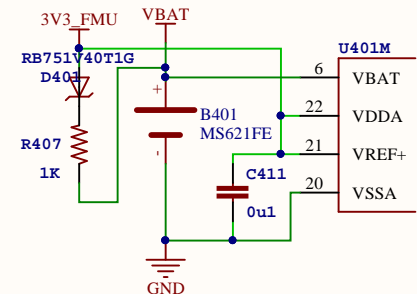 VBAT
3V3_FMU
RB751V40T1G
D401
U401M
6
VBAT
22
VDDA
21
VREF+
20
VSSA
+
B401
MS621FE
-
R407
1K
C411
0u1
GND